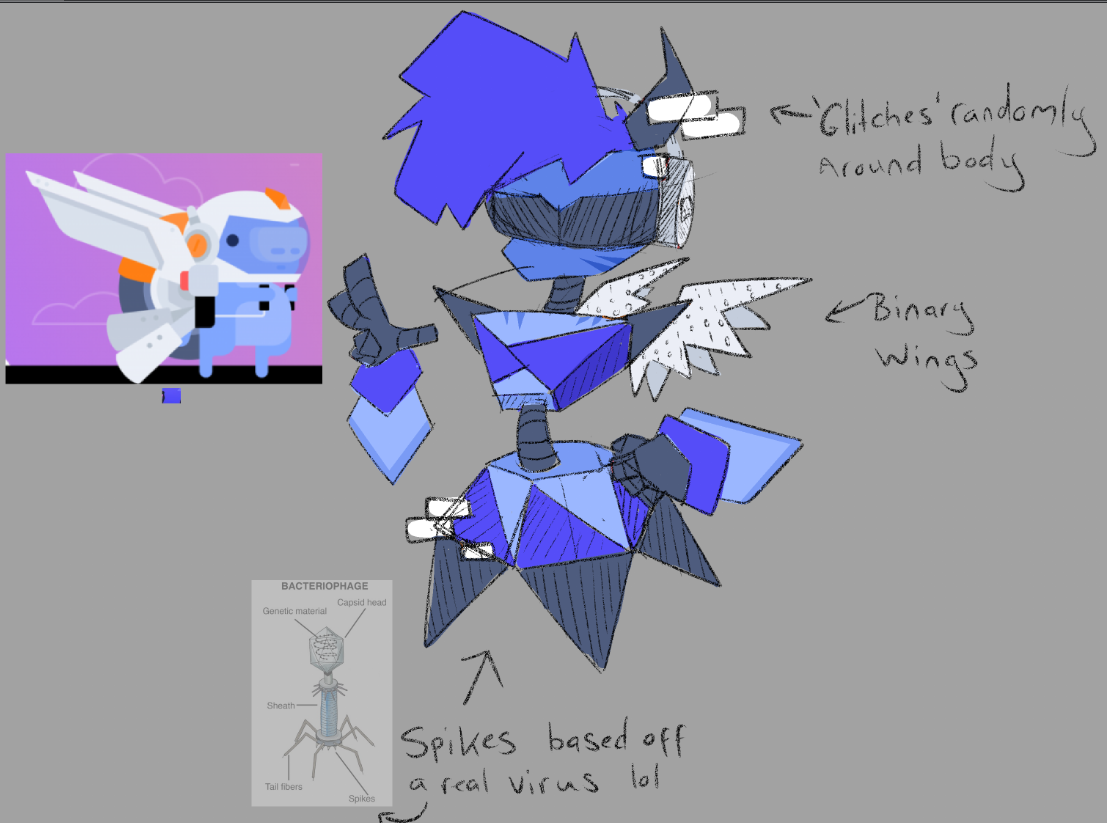 'Glitches' randomly
Around body
Binary
Wings
BACTERIOPHAGE
Genetic material
Capsid head
Sheath
Tail fibers
Spikes
Spikes based off
a real virus lol